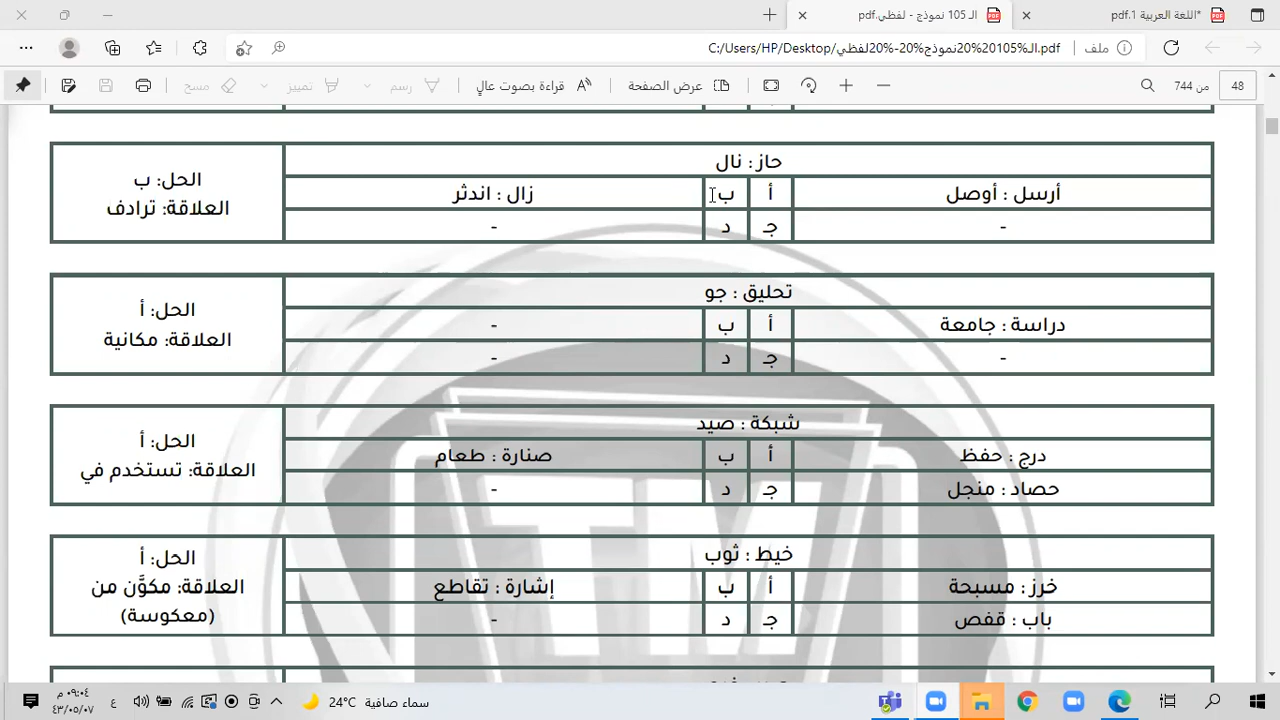 الـ 105 نموذج - لفظي.pdf
*اللغة العربية 1.pdf
ملف C:/Users/HP/Desktop/الـ%20105%20نموذج%20-%20لفظي.pdf
48 من 744
عرض الصفحة
قراءة بصوت عالٍ
رسم
تمييز
مسح
حاز : نال
أرسل : أوصل أ ب زال : اندثر
- جـ د -
الحل: ب
العلاقة: ترادف
تحليق : جو
دراسة : جامعة أ ب -
- جـ د -
الحل: أ
العلاقة: مكانية
شبكة : صيد
درج : حفظ أ ب صنارة : طعام
حصاد : منجل جـ د -
الحل: أ
العلاقة: تستخدم في
خيط : ثوب
خرز : مسبحة أ ب إشارة : تقاطع
باب : قفص جـ د -
الحل: أ
العلاقة: مكوَّن من
(معكوسة)
TM
24°C سماء صافية
ع
٠٩:٠٤ م
٤٣/٠٥/٠٧